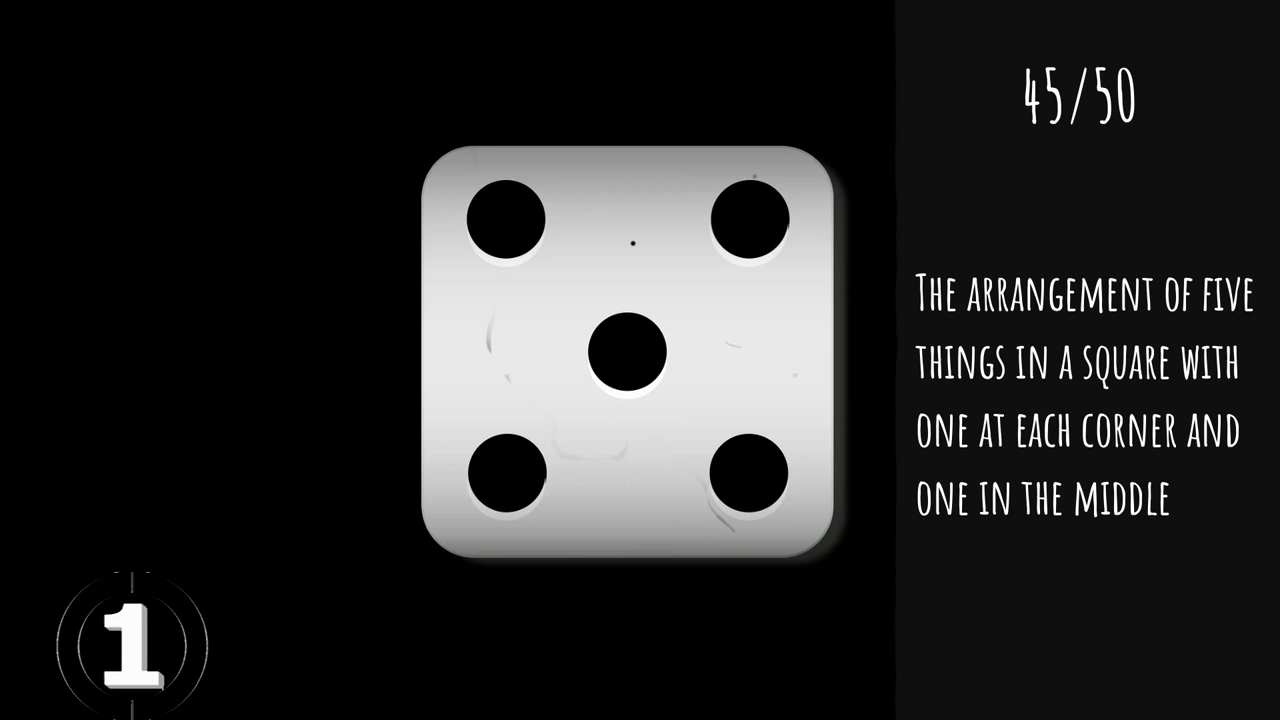 45/50
The arrangement of five
things in a square with
one at each corner and
one in the middle
1